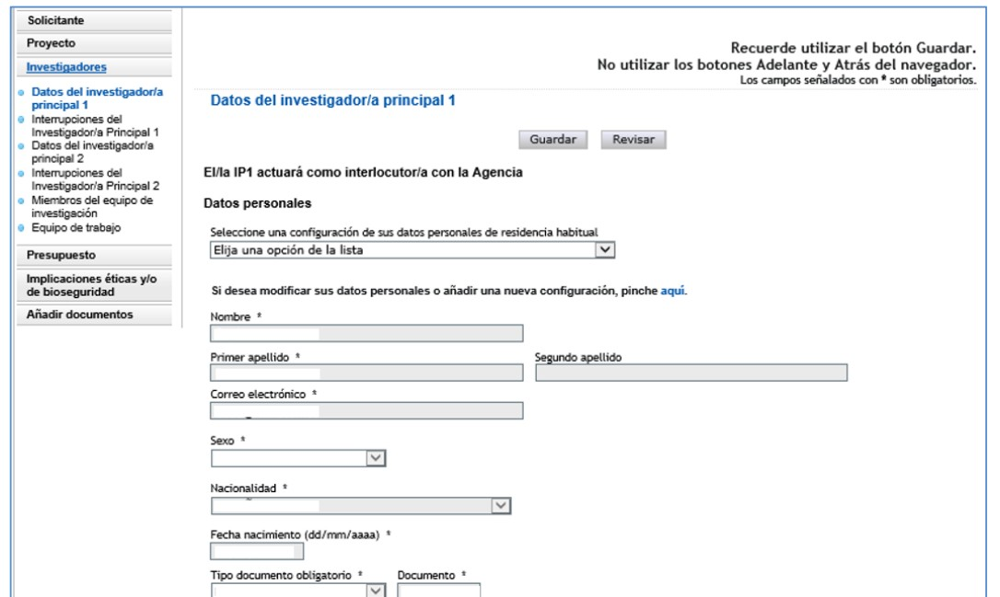 Solicitante
Proyecto
Investigadores
Datos del investigador/a
principal 1
Interrupciones del
Investigador/a Principal 1
Datos del investigador/a
principal 2
Interrupciones del
Investigador/a Principal 2
Miembros del equipo de
investigación
Equipo de trabajo
Presupuesto
Implicaciones éticas y/o
de bioseguridad
Añadir documentos
Recuerde utilizar el botón Guardar.
No utilizar los botones Adelante y Atrás del navegador.
Los campos señalados con * son obligatorios.
Datos del investigador/a principal 1
Guardar Revisar
El/la IP1 actuará como interlocutor/a con la Agencia
Datos personales
Seleccione una configuración de sus datos personales de residencia habitual
Elija una opción de la lista
Si desea modificar sus datos personales o añadir una nueva configuración, pinche aquí.
Nombre *
Primer apellido * Segundo apellido
Correo electrónico *
Sexo *
Nacionalidad *
Fecha nacimiento (dd/mm/aaaa) *
Tipo documento obligatorio * Documento *